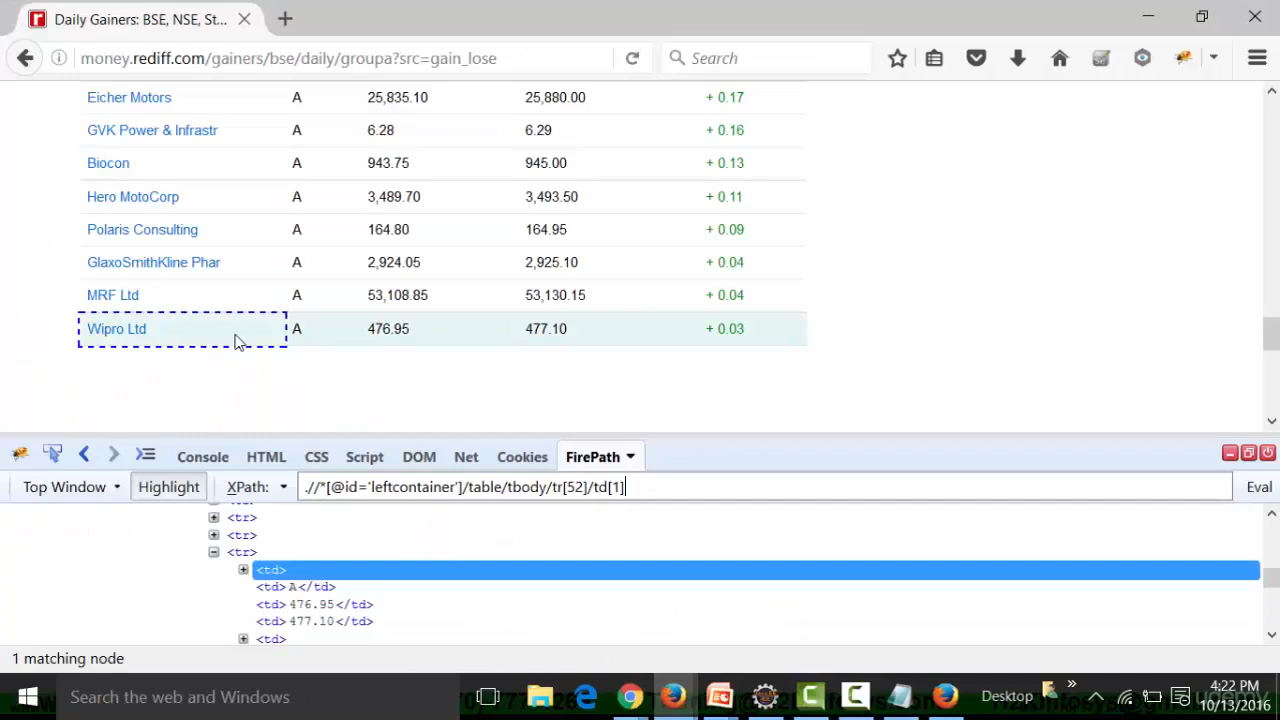 Daily Gainers: BSE, NSE, St...
money.rediff.com/gainers/bse/daily/groupa?src=gain_lose
Search
Eicher Motors A 25,835.10 25,880.00 + 0.17
GVK Power & Infrastr A 6.28 6.29 + 0.16
Biocon A 943.75 945.00 + 0.13
Hero MotoCorp A 3,489.70 3,493.50 + 0.11
Polaris Consulting A 164.80 164.95 + 0.09
GlaxoSmithKline Phar A 2,924.05 2,925.10 + 0.04
MRF Ltd A 53,108.85 53,130.15 + 0.04
Wipro Ltd A 476.95 477.10 + 0.03
Console HTML CSS Script DOM Net Cookies FirePath
Top Window Highlight XPath: .//*[@id='leftcontainer']/table/tbody/tr[52]/td[1] Eval
<tr>
<tr>
<tr>
<td>
<td>A</td>
<td>476.95</td>
<td>477.10</td>
<td>
1 matching node
Search the web and Windows
Desktop
4:22 PM
10/13/2016
udemy